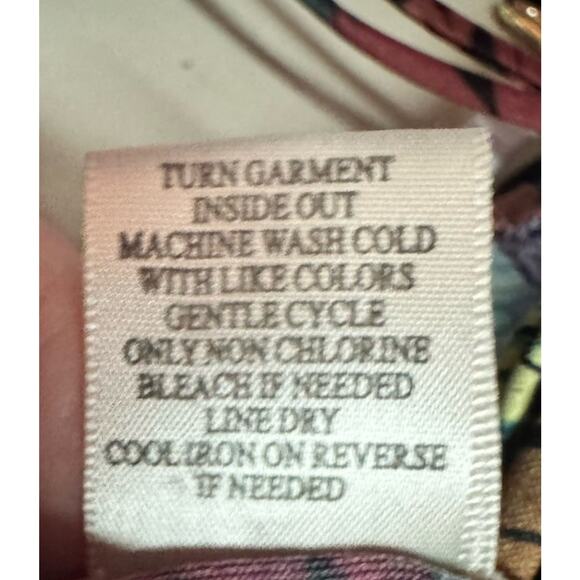 TURN GARMENT
INSIDE OUT
MACHINE WASH COLD
WITH LIKE COLORS
GENTLE CYCLE
ONLY NON CHLORINE
BLEACH IF NEEDED
LINE DRY
COOL IRON ON REVERSE
IF NEEDED